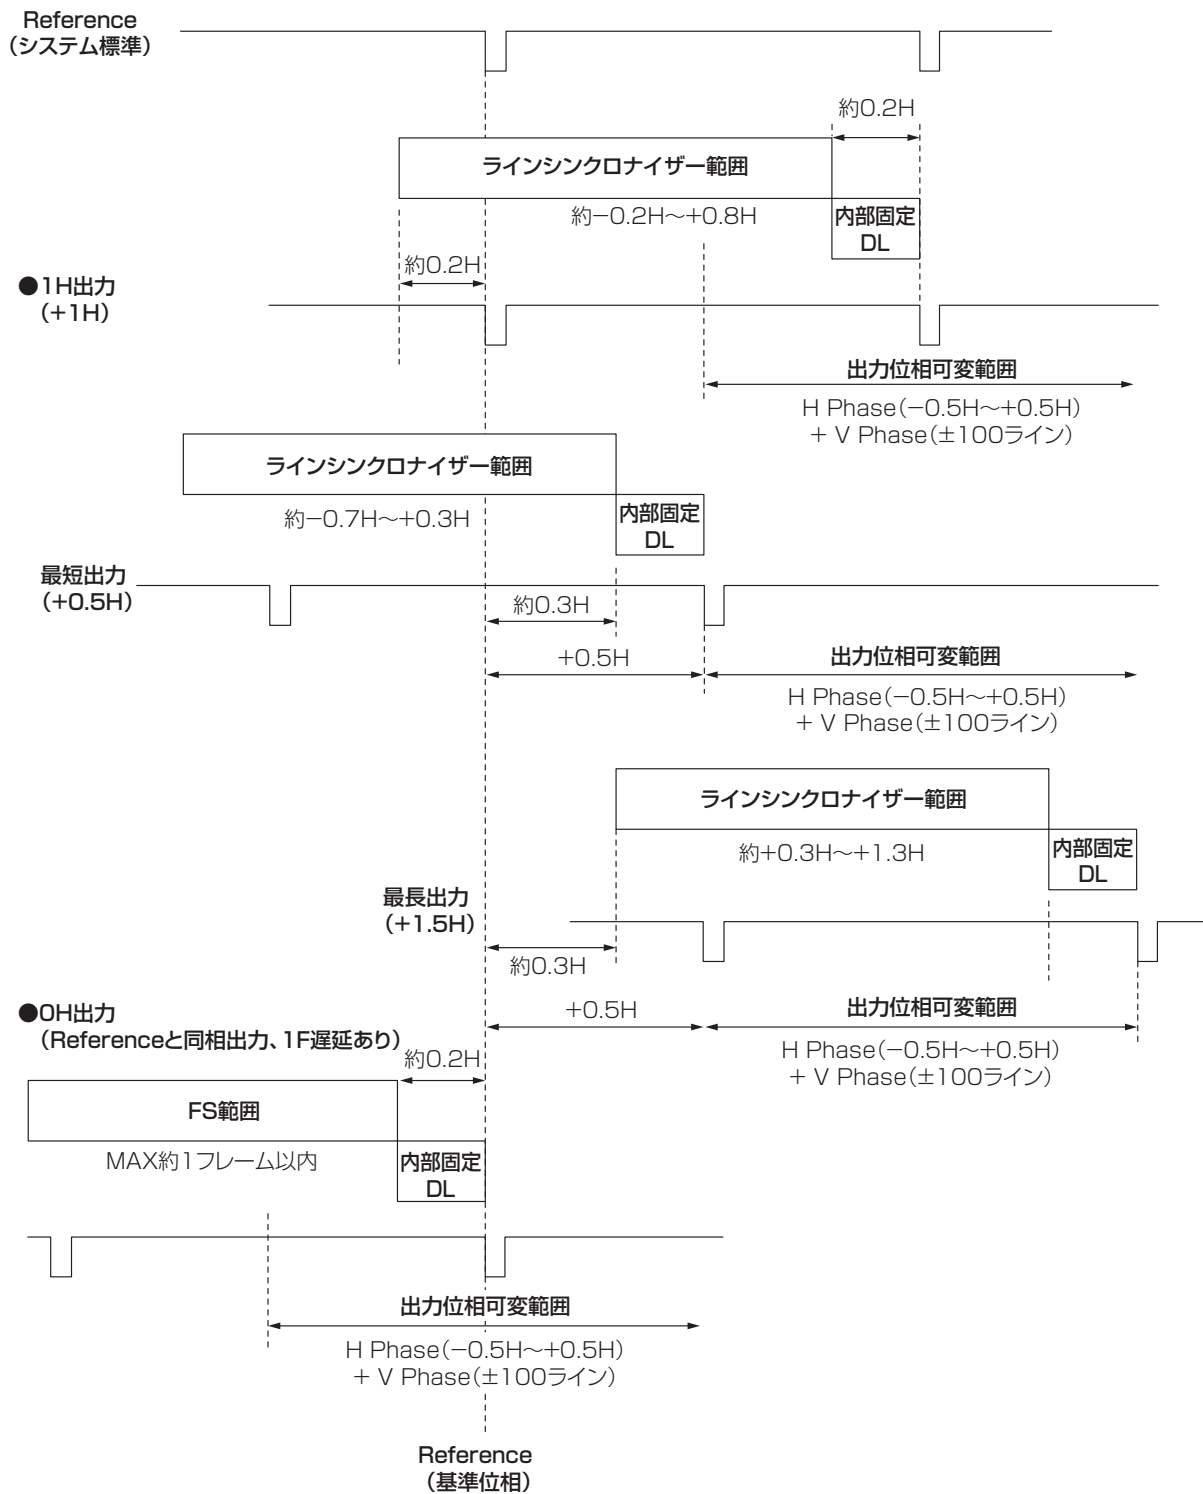 Reference
（システム標準）
約0.2H
ラインシンクロナイザー範囲
約−0.2H〜+0.8H
内部固定
DL
約0.2H
●1H出力
（+1H）
出力位相可変範囲
H Phase（−0.5H〜+0.5H）
+ V Phase（±100ライン）
ラインシンクロナイザー範囲
約−0.7H〜+0.3H
内部固定
DL
最短出力
（+0.5H）
約0.3H
+0.5H
出力位相可変範囲
H Phase（−0.5H〜+0.5H）
+ V Phase（±100ライン）
ラインシンクロナイザー範囲
約+0.3H〜+1.3H
内部固定
DL
最長出力
（+1.5H）
約0.3H
+0.5H
出力位相可変範囲
H Phase（−0.5H〜+0.5H）
+ V Phase（±100ライン）
●0H出力
（Referenceと同相出力、1F遅延あり）
約0.2H
FS範囲
MAX約1フレーム以内
内部固定
DL
出力位相可変範囲
H Phase（−0.5H〜+0.5H）
+ V Phase（±100ライン）
Reference
（基準位相）